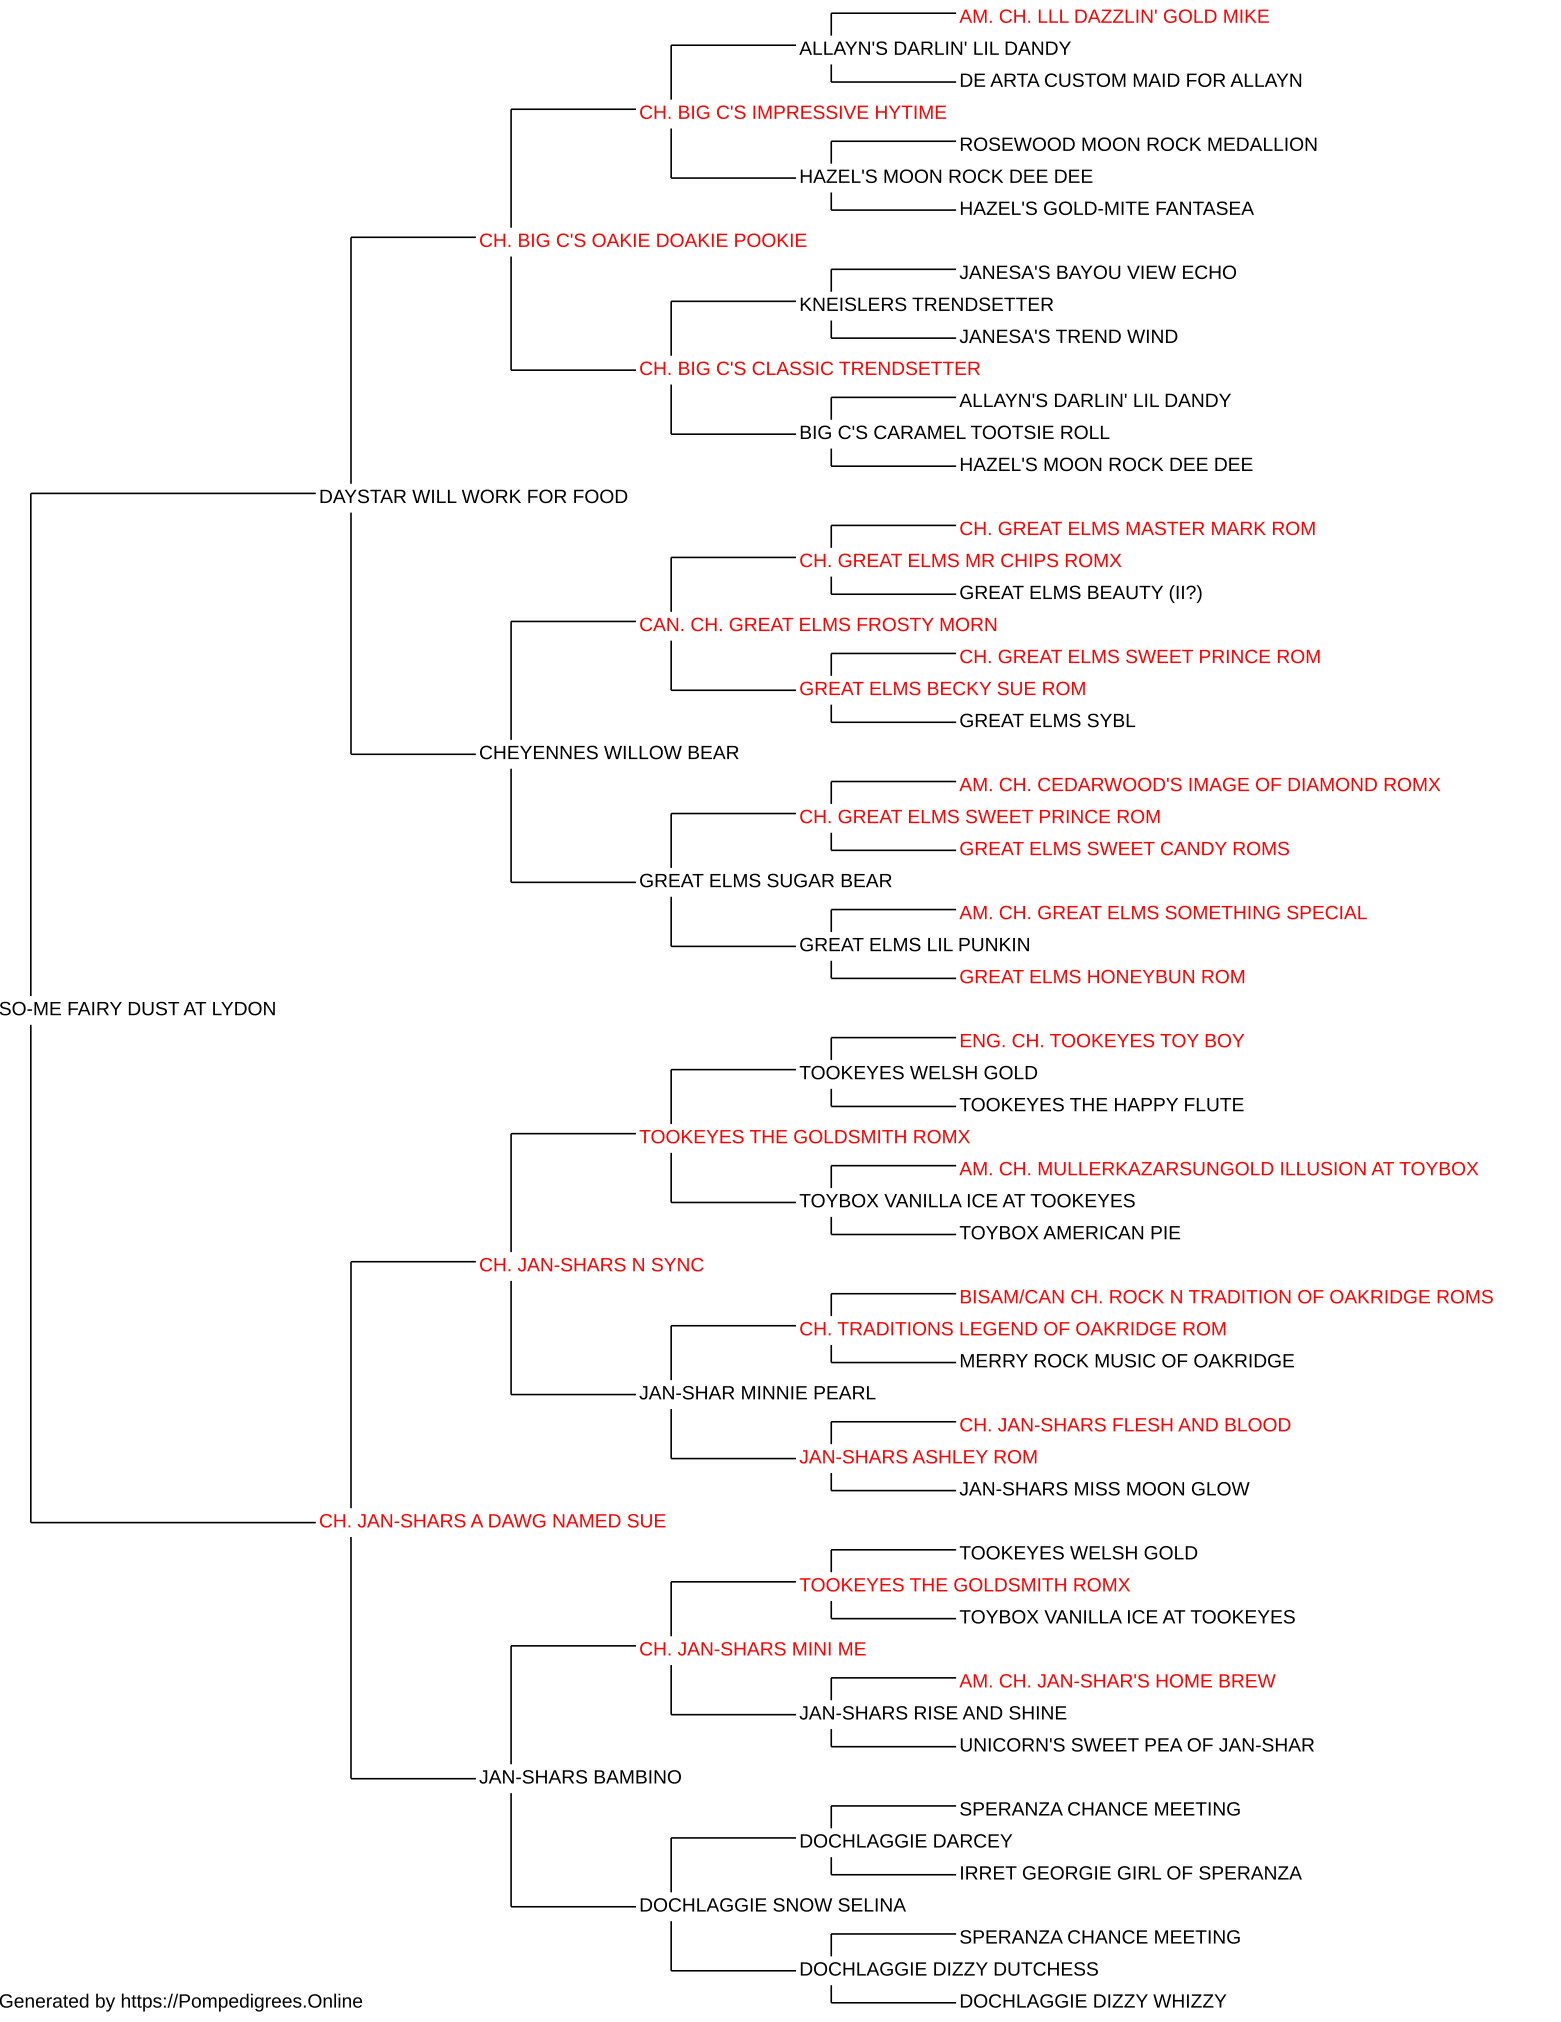 AM. CH. LLL DAZZLIN' GOLD MIKE
ALLAYN'S DARLIN' LIL DANDY
DE ARTA CUSTOM MAID FOR ALLAYN
CH. BIG C'S IMPRESSIVE HYTIME
ROSEWOOD MOON ROCK MEDALLION
HAZEL'S MOON ROCK DEE DEE
HAZEL'S GOLD-MITE FANTASEA
CH. BIG C'S OAKIE DOAKIE POOKIE
JANESA'S BAYOU VIEW ECHO
KNEISLERS TRENDSETTER
JANESA'S TREND WIND
CH. BIG C'S CLASSIC TRENDSETTER
ALLAYN'S DARLIN' LIL DANDY
BIG C'S CARAMEL TOOTSIE ROLL
HAZEL'S MOON ROCK DEE DEE
DAYSTAR WILL WORK FOR FOOD
CH. GREAT ELMS MASTER MARK ROM
CH. GREAT ELMS MR CHIPS ROMX
GREAT ELMS BEAUTY (II?)
CAN. CH. GREAT ELMS FROSTY MORN
CH. GREAT ELMS SWEET PRINCE ROM
GREAT ELMS BECKY SUE ROM
GREAT ELMS SYBL
CHEYENNES WILLOW BEAR
AM. CH. CEDARWOOD'S IMAGE OF DIAMOND ROMX
CH. GREAT ELMS SWEET PRINCE ROM
GREAT ELMS SWEET CANDY ROMS
GREAT ELMS SUGAR BEAR
AM. CH. GREAT ELMS SOMETHING SPECIAL
GREAT ELMS LIL PUNKIN
GREAT ELMS HONEYBUN ROM
SO-ME FAIRY DUST AT LYDON
ENG. CH. TOOKEYES TOY BOY
TOOKEYES WELSH GOLD
TOOKEYES THE HAPPY FLUTE
TOOKEYES THE GOLDSMITH ROMX
AM. CH. MULLERKAZARSUNGOLD ILLUSION AT TOYBOX
TOYBOX VANILLA ICE AT TOOKEYES
TOYBOX AMERICAN PIE
CH. JAN-SHARS N SYNC
BISAM/CAN CH. ROCK N TRADITION OF OAKRIDGE ROMS
CH. TRADITIONS LEGEND OF OAKRIDGE ROM
MERRY ROCK MUSIC OF OAKRIDGE
JAN-SHAR MINNIE PEARL
CH. JAN-SHARS FLESH AND BLOOD
JAN-SHARS ASHLEY ROM
JAN-SHARS MISS MOON GLOW
CH. JAN-SHARS A DAWG NAMED SUE
TOOKEYES WELSH GOLD
TOOKEYES THE GOLDSMITH ROMX
TOYBOX VANILLA ICE AT TOOKEYES
CH. JAN-SHARS MINI ME
AM. CH. JAN-SHAR'S HOME BREW
JAN-SHARS RISE AND SHINE
UNICORN'S SWEET PEA OF JAN-SHAR
JAN-SHARS BAMBINO
SPERANZA CHANCE MEETING
DOCHLAGGIE DARCEY
IRRET GEORGIE GIRL OF SPERANZA
DOCHLAGGIE SNOW SELINA
SPERANZA CHANCE MEETING
DOCHLAGGIE DIZZY DUTCHESS
DOCHLAGGIE DIZZY WHIZZY
Generated by https://Pompedigrees.Online